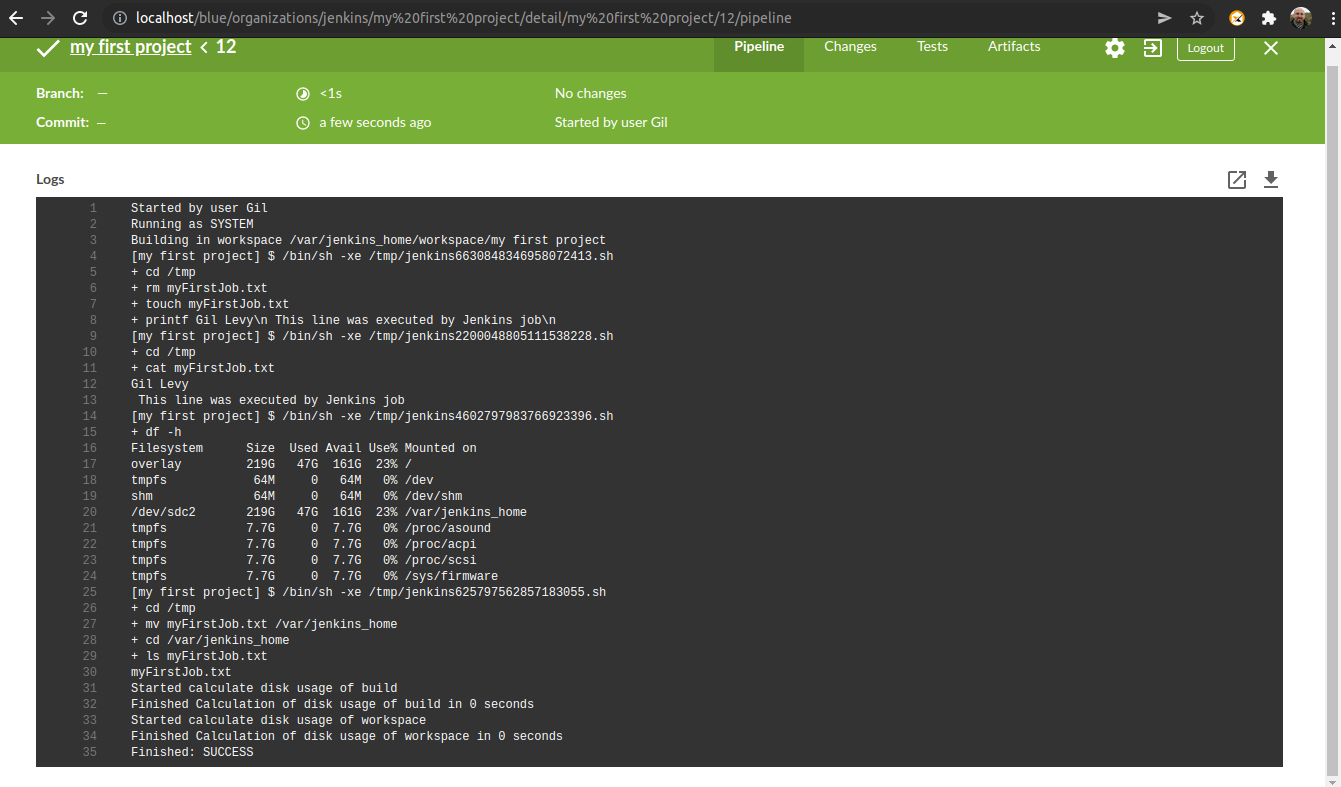 localhost/blue/organizations/jenkins/my%20first%20project/detail/my%20first%20project/12/pipeline
my first project < 12
Pipeline
Changes
Tests
Artifacts
Logout
Branch: —
<1s
No changes
Commit: —
a few seconds ago
Started by user Gil
Logs
1 Started by user Gil
2 Running as SYSTEM
3 Building in workspace /var/jenkins_home/workspace/my first project
4 [my first project] $ /bin/sh -xe /tmp/jenkins6630848346958072413.sh
5 + cd /tmp
6 + rm myFirstJob.txt
7 + touch myFirstJob.txt
8 + printf Gil Levy\n This line was executed by Jenkins job\n
9 [my first project] $ /bin/sh -xe /tmp/jenkins2200048805111538228.sh
10 + cd /tmp
11 + cat myFirstJob.txt
12 Gil Levy
13  This line was executed by Jenkins job
14 [my first project] $ /bin/sh -xe /tmp/jenkins4602797983766923396.sh
15 + df -h
16 Filesystem      Size  Used Avail Use% Mounted on
17 overlay         219G   47G  161G  23% /
18 tmpfs            64M     0   64M   0% /dev
19 shm              64M     0   64M   0% /dev/shm
20 /dev/sdc2       219G   47G  161G  23% /var/jenkins_home
21 tmpfs           7.7G     0  7.7G   0% /proc/asound
22 tmpfs           7.7G     0  7.7G   0% /proc/acpi
23 tmpfs           7.7G     0  7.7G   0% /proc/scsi
24 tmpfs           7.7G     0  7.7G   0% /sys/firmware
25 [my first project] $ /bin/sh -xe /tmp/jenkins625797562857183055.sh
26 + cd /tmp
27 + mv myFirstJob.txt /var/jenkins_home
28 + cd /var/jenkins_home
29 + ls myFirstJob.txt
30 myFirstJob.txt
31 Started calculate disk usage of build
32 Finished Calculation of disk usage of build in 0 seconds
33 Started calculate disk usage of workspace
34 Finished Calculation of disk usage of workspace in 0 seconds
35 Finished: SUCCESS